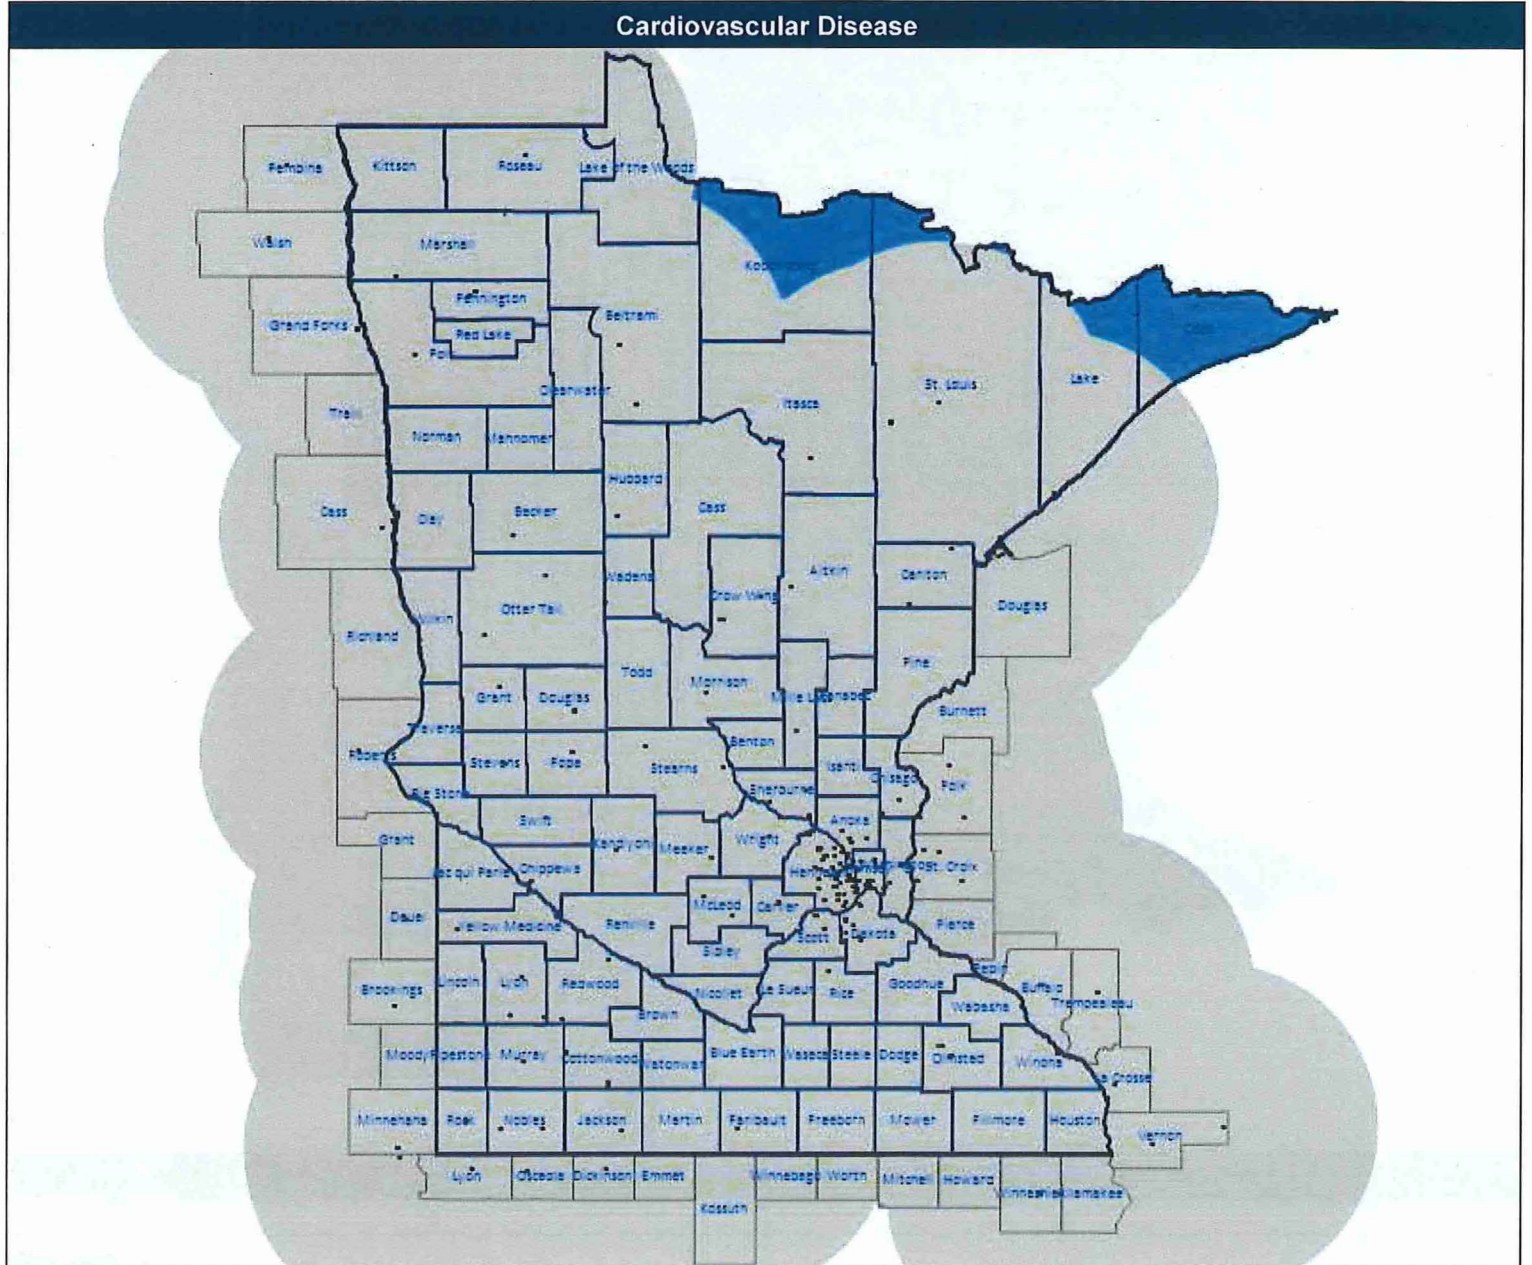 Cardiovascular Disease
Pembina
Kittson
Roseau
Lake of the Woods
Walsh
Marshall
Pennington
Grand Forks
Red Lake
Beltrami
Clearwater
St. Louis
Lake
Itasca
Norman
Mahnomen
Hubbard
Cass
Cass
Clay
Becker
Aitkin
Carlton
Wadena
Crow Wing
Otter Tail
Douglas
Richland
Wilkin
Pine
Todd
Morrison
Grant
Douglas
Burnett
Traverse
Benton
Roberts
Stevens
Pope
Stearns
Isanti
Chisago
Polk
Big Stone
Sherburne
Swift
Anoka
Grant
Kandiyohi
Meeker
Wright
Chippewa
St. Croix
Deuel
McLeod
Carver
Yellow Medicine
Renville
Scott
Dakota
Pierce
Sibley
Brookings
Lincoln
Lyon
Redwood
Nicollet
Le Sueur
Rice
Goodhue
Pepin
Buffalo
Wabasha
Trempealeau
Brown
Moody
Pipestone
Murray
Cottonwood
Watonwan
Blue Earth
Waseca
Steele
Dodge
Olmsted
Winona
La Crosse
Minnehaha
Rock
Nobles
Jackson
Martin
Faribault
Freeborn
Mower
Fillmore
Houston
Vernon
Lyon
Osceola
Dickinson
Emmet
Winnebago
Worth
Mitchell
Howard
Winneshiek
Allamakee
Kossuth